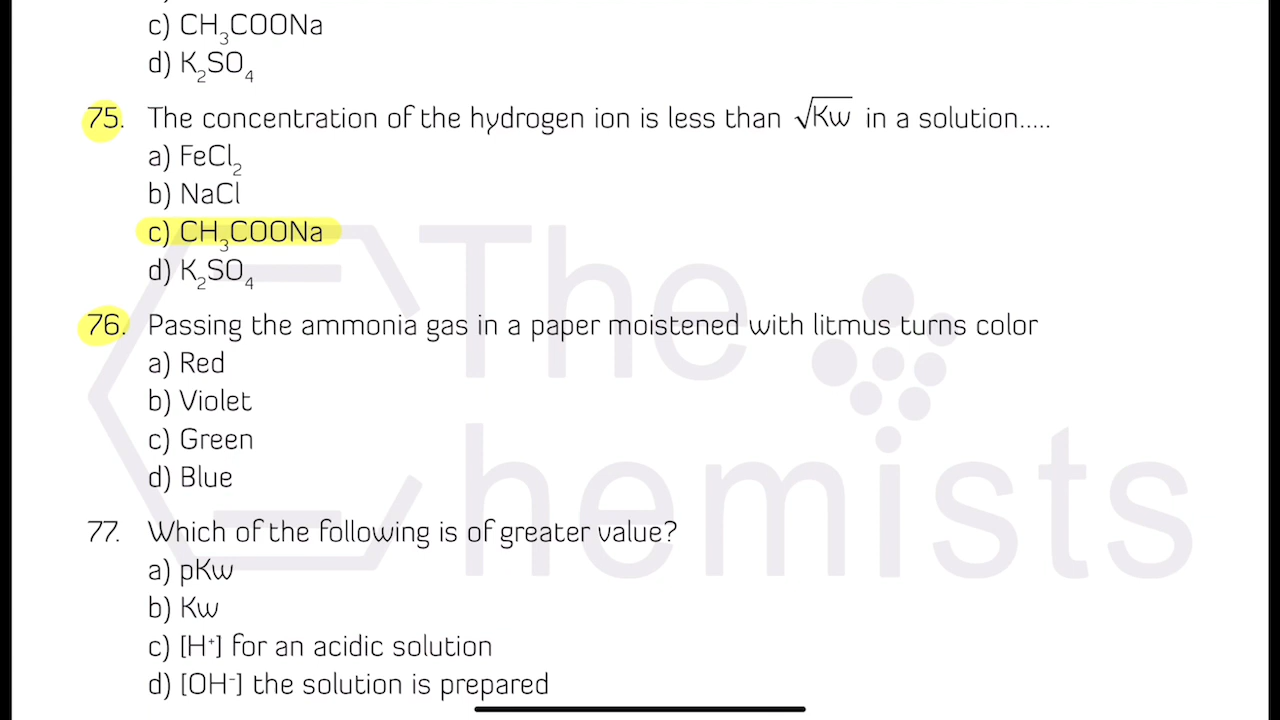 c) CH₃COONa
d) K₂SO₄
75. The concentration of the hydrogen ion is less than √Kw in a solution.....
a) FeCl₂
b) NaCl
c) CH₃COONa
d) K₂SO₄
76. Passing the ammonia gas in a paper moistened with litmus turns color
a) Red
b) Violet
c) Green
d) Blue
77. Which of the following is of greater value?
a) pKw
b) Kw
c) [H⁺] for an acidic solution
d) [OH⁻] the solution is prepared
The
Chemists